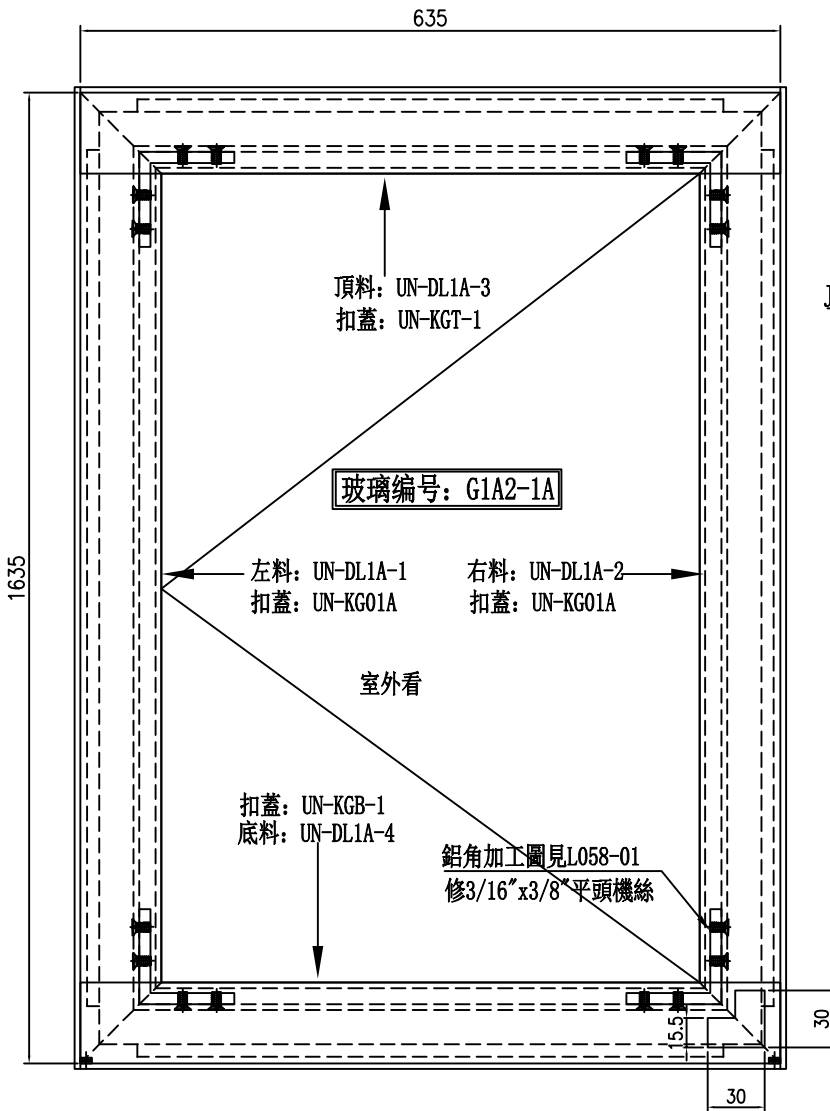 635
頂料：UN-DL1A-3
扣蓋：UN-KGT-1
玻璃编号：G1A2-1A
1635
左料：UN-DL1A-1
扣蓋：UN-KG01A
右料：UN-DL1A-2
扣蓋：UN-KG01A
室外看
扣蓋：UN-KGB-1
底料：UN-DL1A-4
鋁角加工圖見L058-01
修3/16"x3/8"平頭機絲
15.5
30
30